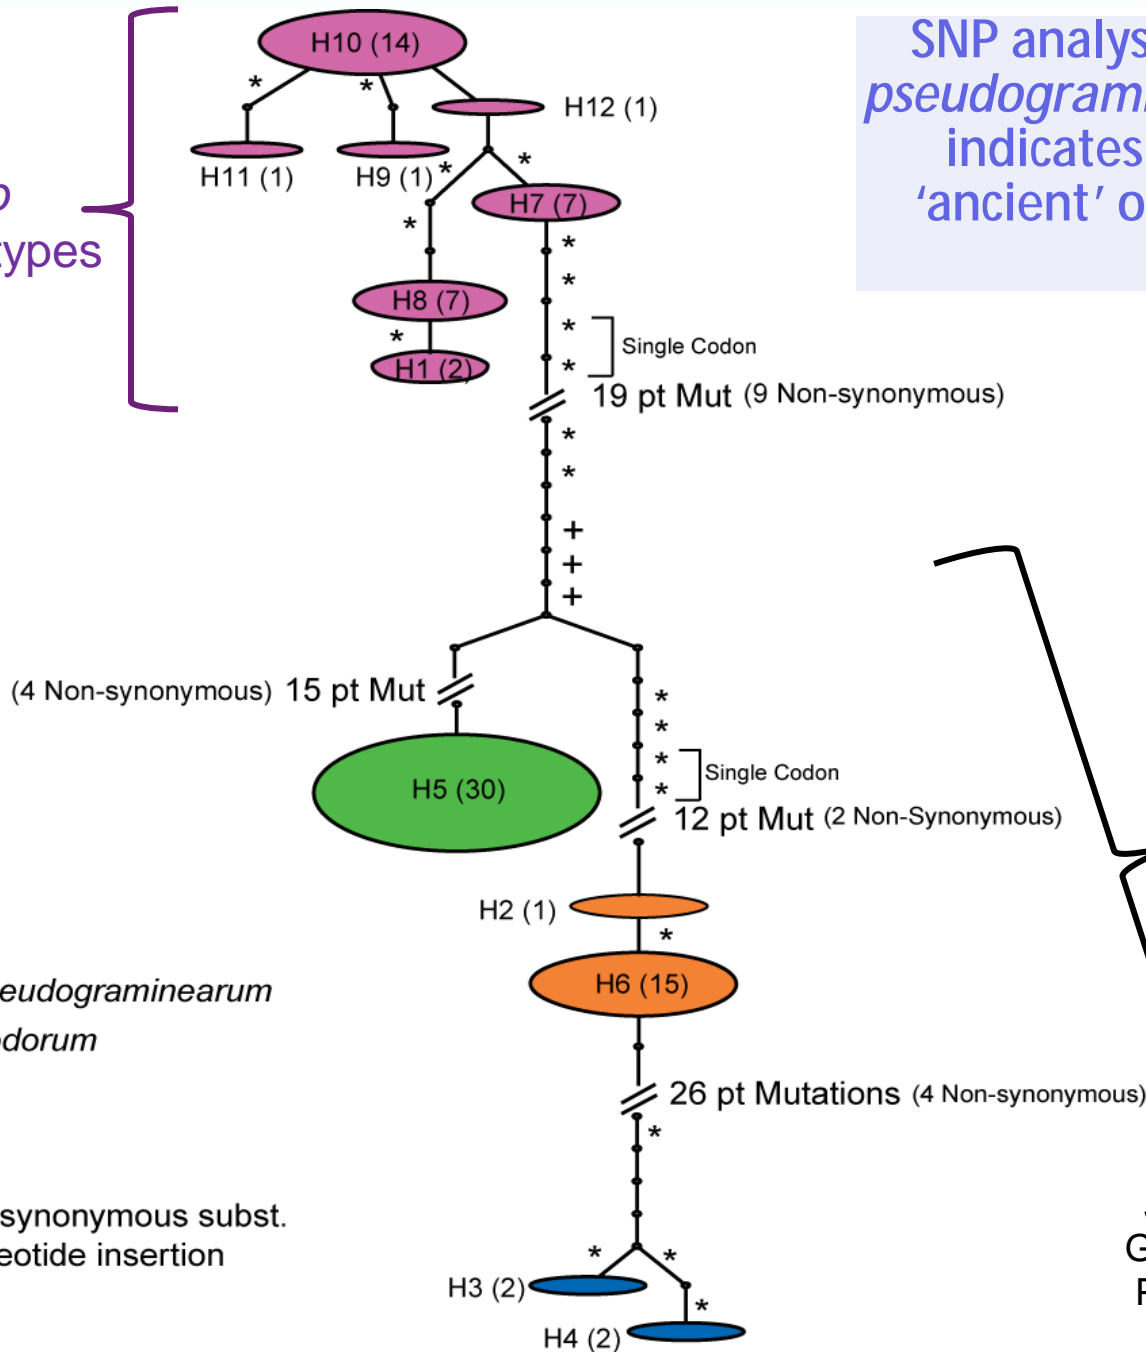 H10 (14)
SNP analys
pseudogram
indicates
‘ancient’ o
*
*
H12 (1)
H11 (1)
H9 (1)
*
*
types
*
H7 (7)
*
*
H8 (7)
*
*
H1 (2)
*
Single Codon
19 pt Mut (9 Non-synonymous)
*
*
+
+
+
(4 Non-synonymous) 15 pt Mut
*
*
*
*
Single Codon
H5 (30)
12 pt Mut (2 Non-Synonymous)
H2 (1)
*
H6 (15)
eudograminearum
odorum
26 pt Mutations (4 Non-synonymous)
*
synonymous subst.
eotide insertion
*
*
H3 (2)
*
H4 (2)
G